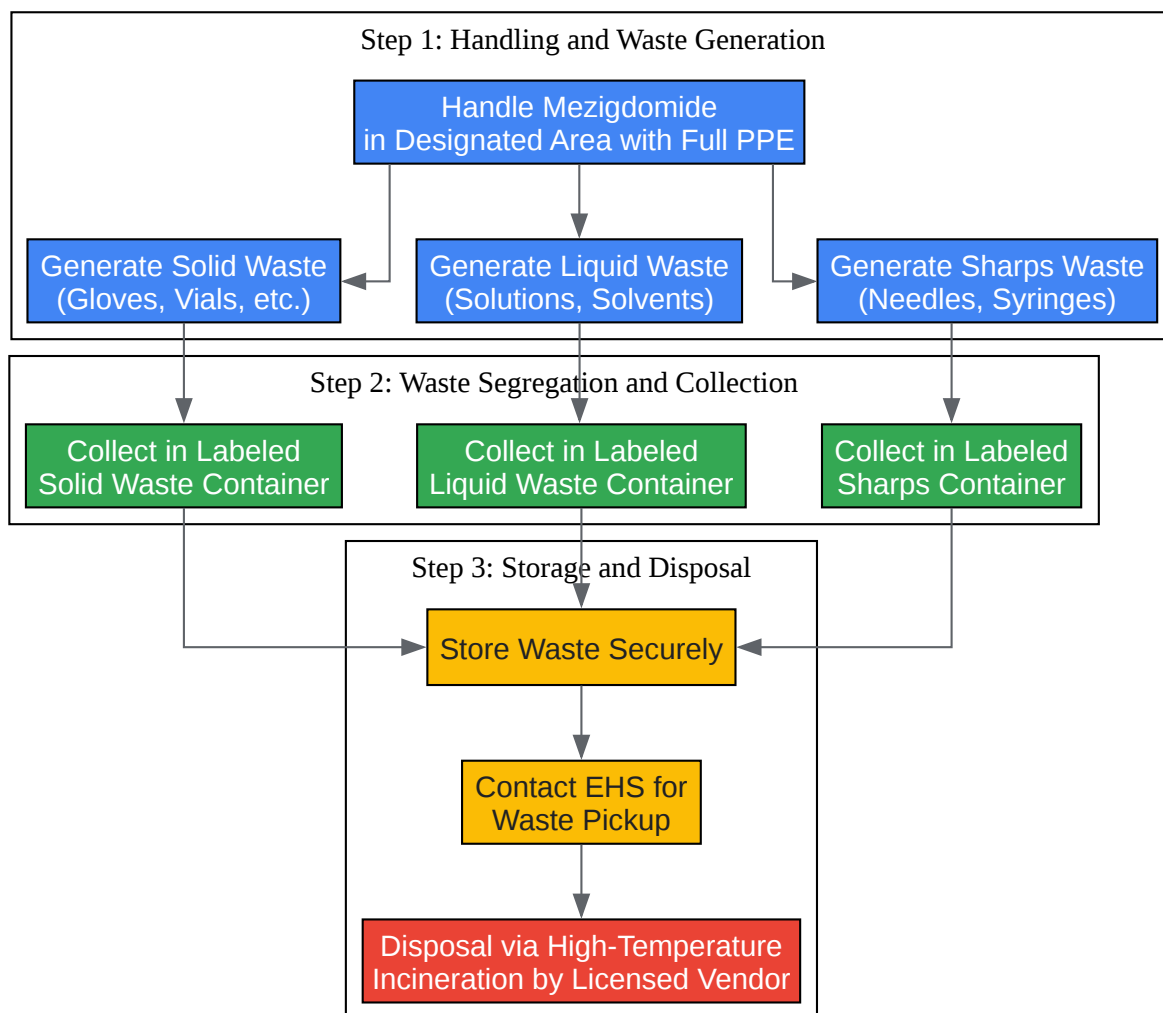 Step 1: Handling and Waste Generation
Handle Mezigdomide
in Designated Area with Full PPE
Generate Solid Waste
(Gloves, Vials, etc.)
Generate Liquid Waste
(Solutions, Solvents)
Generate Sharps Waste
(Needles, Syringes)
Step 2: Waste Segregation and Collection
Collect in Labeled
Solid Waste Container
Collect in Labeled
Liquid Waste Container
Collect in Labeled
Sharps Container
Step 3: Storage and Disposal
Store Waste Securely
Contact EHS for
Waste Pickup
Disposal via High-Temperature
Incineration by Licensed Vendor